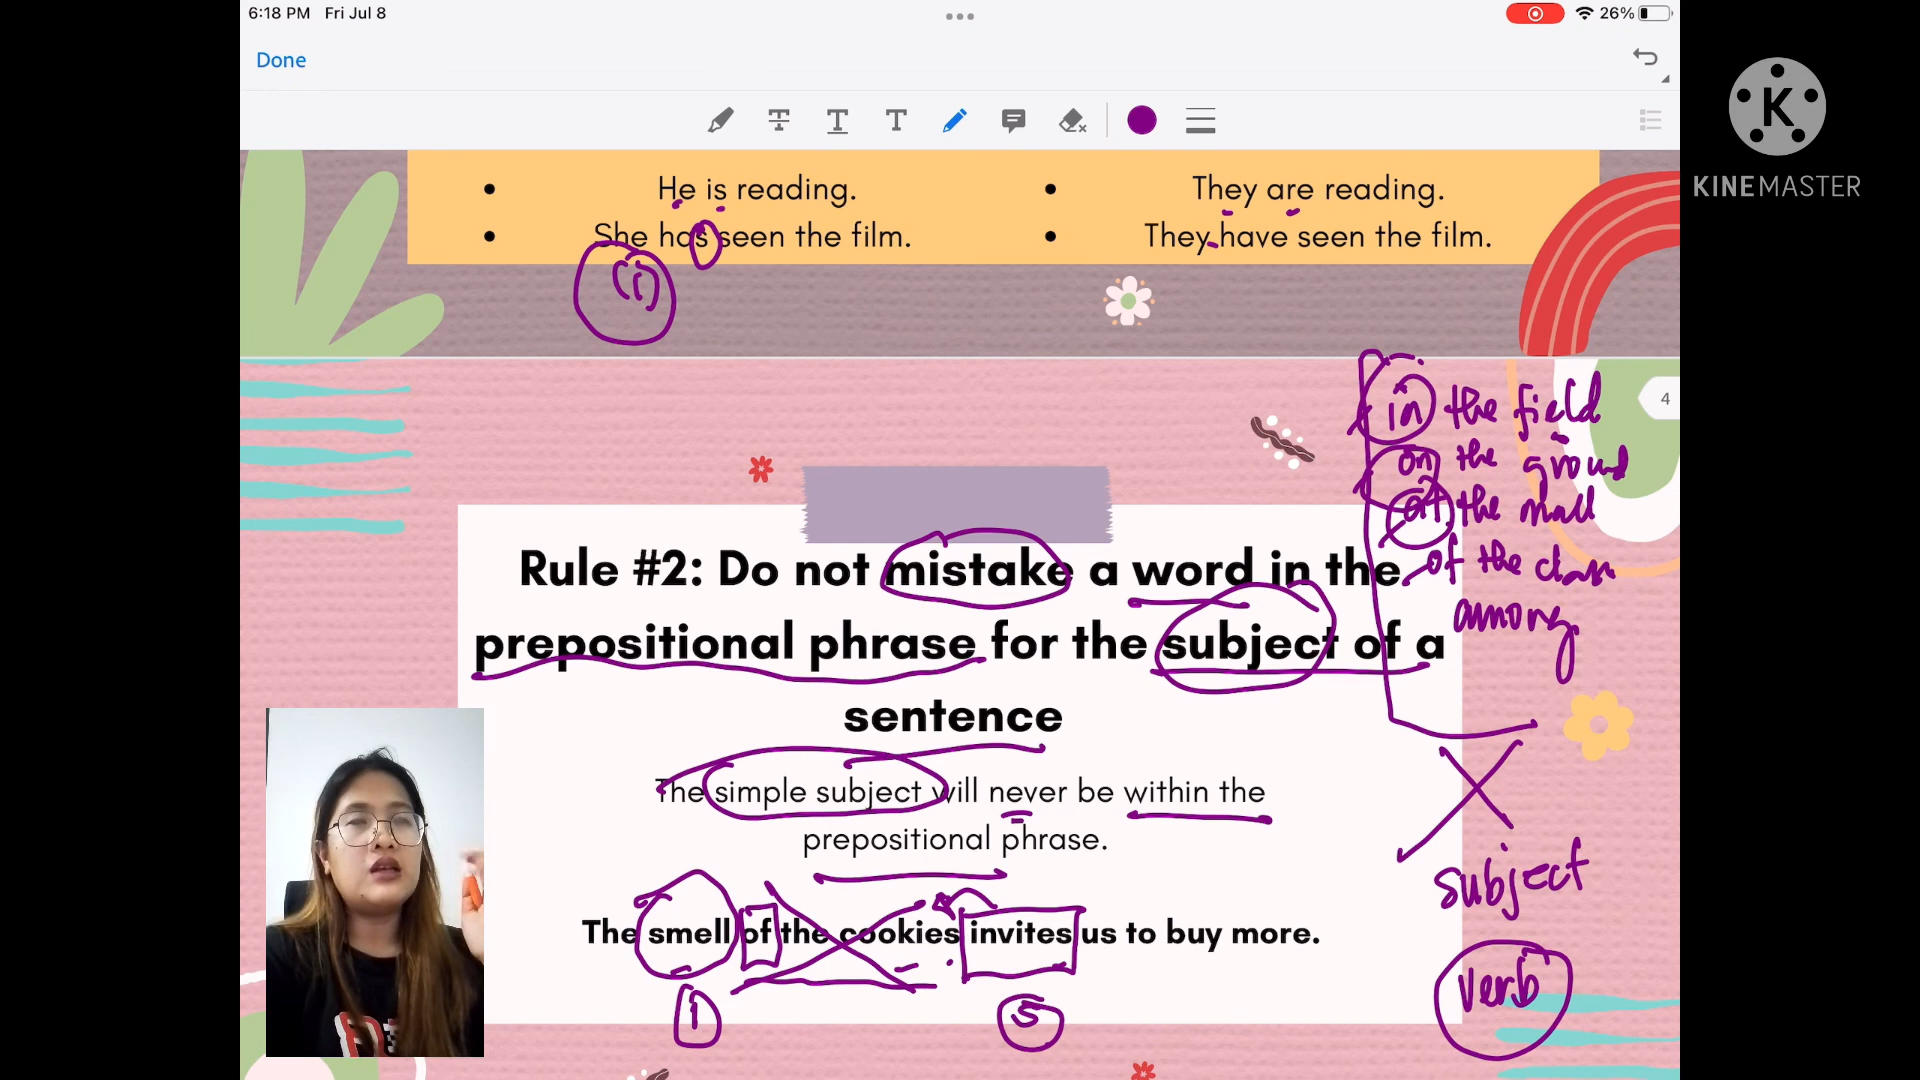 6:18 PM Fri Jul 8
26%
Done
KINEMASTER
He is reading.
She has seen the film.
They are reading.
They have seen the film.
(1)
4
in the field
on the ground
at the mall
of the class
among
Rule #2: Do not mistake a word in the
prepositional phrase for the subject of a
sentence
The simple subject will never be within the
prepositional phrase.
The smell of the cookies invites us to buy more.
1
S
subject
verb